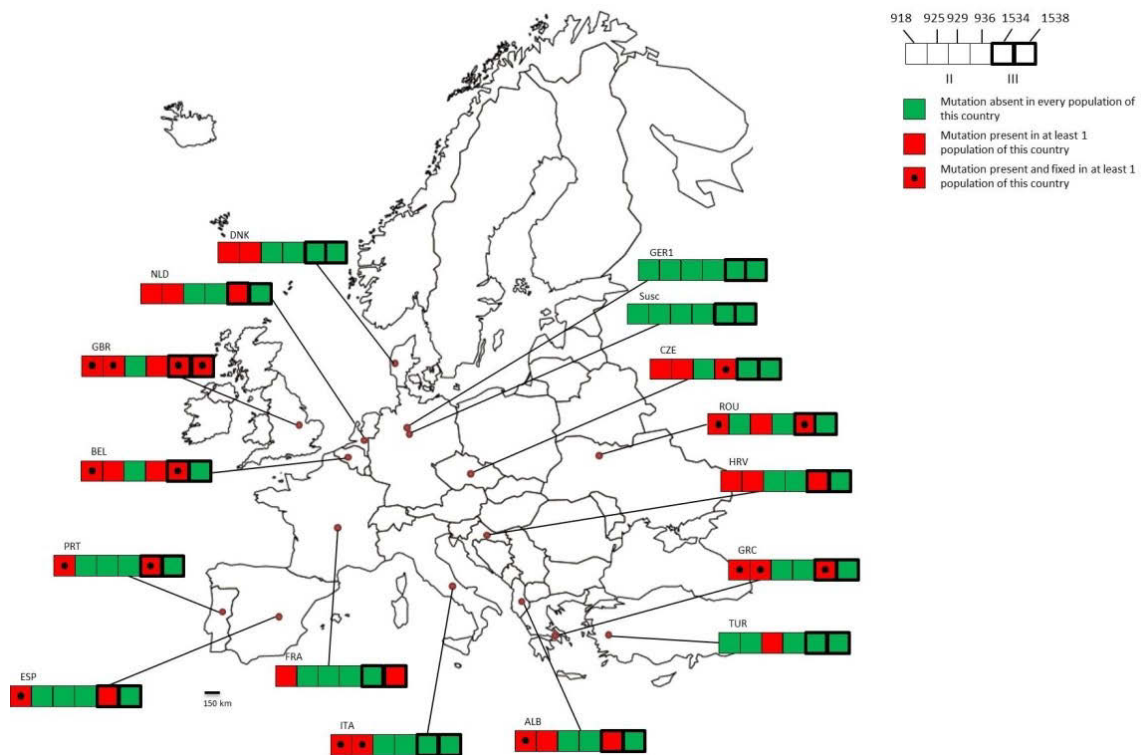 918 925 929 936 1534 1538
II III
Mutation absent in every population of
this country
Mutation present in at least 1
population of this country
Mutation present and fixed in at least 1
population of this country
DNK
GER1
NLD
Susc
GBR
CZE
ROU
BEL
HRV
PRT
GRC
TUR
FRA
ESP
150 km
ITA
ALB